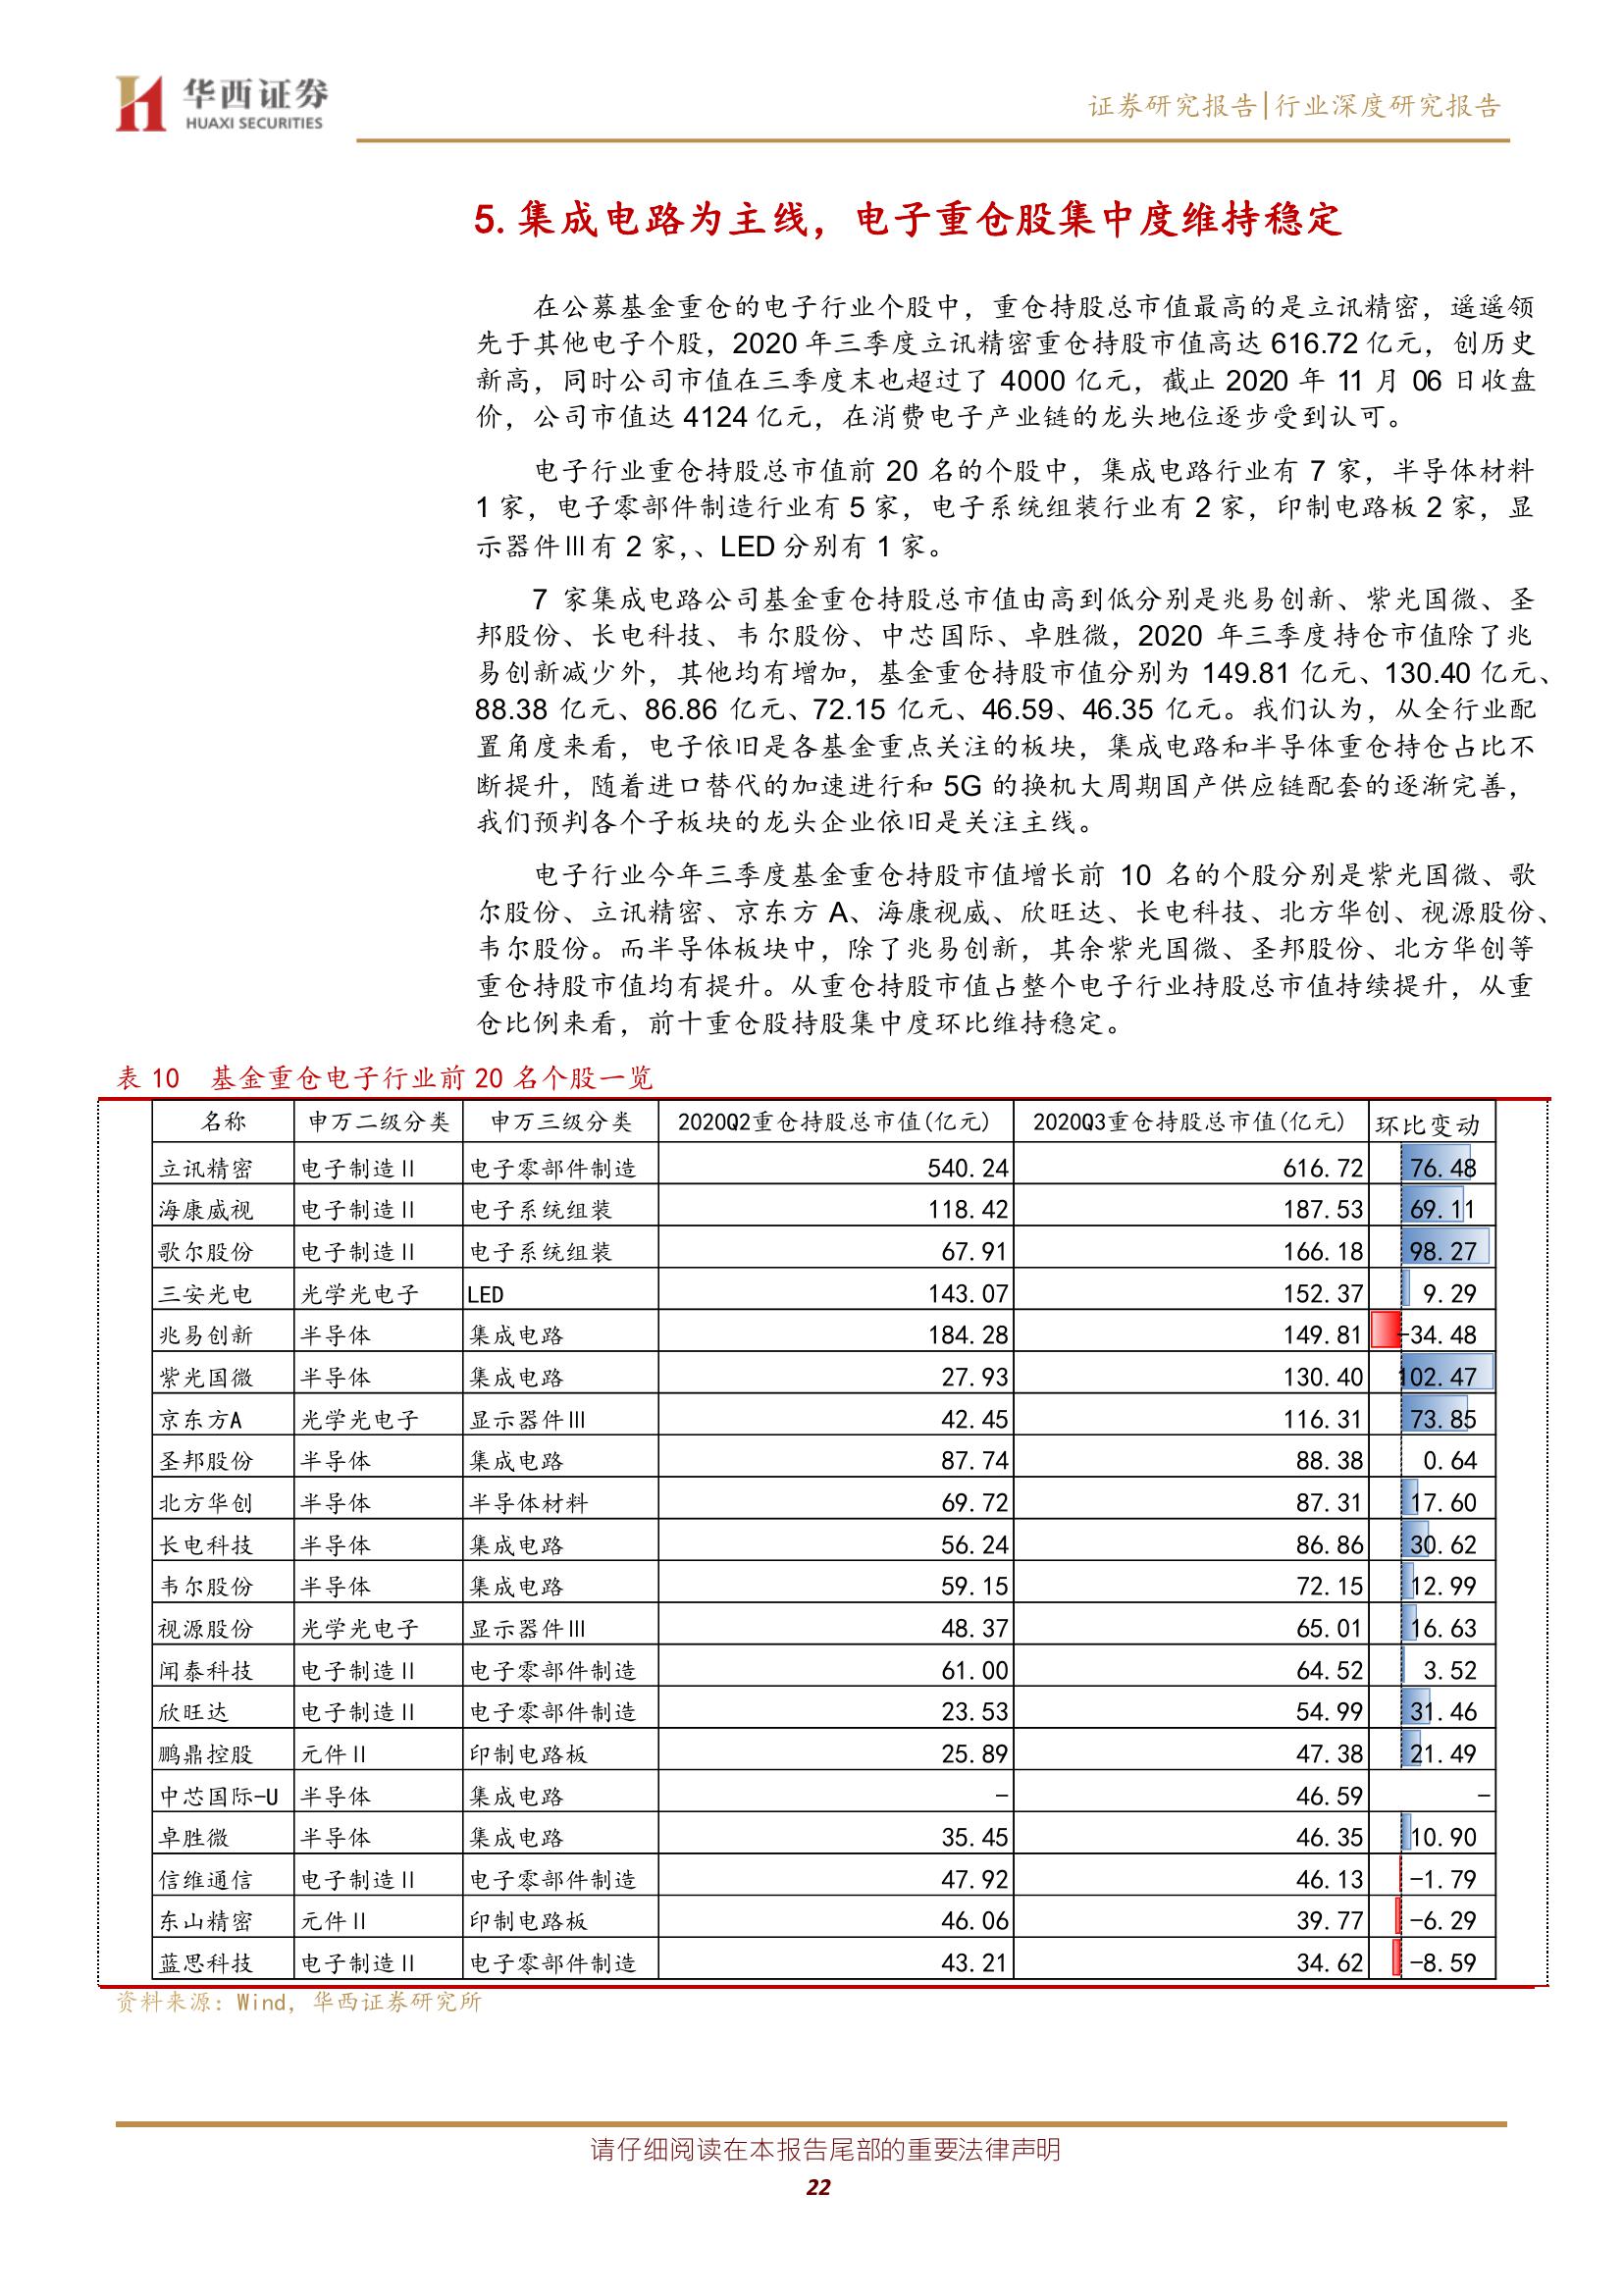 华西证券
HUAXI SECURITIES
证券研究报告|行业深度研究报告
5. 集成电路为主线，电子重仓股集中度维持稳定
在公募基金重仓的电子行业个股中，重仓持股总市值最高的是立讯精密，遥遥领
先于其他电子个股，2020 年三季度立讯精密重仓持股市值高达 616.72 亿元，创历史
新高，同时公司市值在三季度末也超过了 4000 亿元，截止 2020 年 11 月 06 日收盘
价，公司市值达 4124 亿元，在消费电子产业链的龙头地位逐步受到认可。
电子行业重仓持股总市值前 20 名的个股中，集成电路行业有 7 家，半导体材料
1 家，电子零部件制造行业有 5 家，电子系统组装行业有 2 家，印制电路板 2 家，显
示器件Ⅲ有 2 家，、LED 分别有 1 家。
7 家集成电路公司基金重仓持股总市值由高到低分别是兆易创新、紫光国微、圣
邦股份、长电科技、韦尔股份、中芯国际、卓胜微，2020 年三季度持仓市值除了兆
易创新减少外，其他均有增加，基金重仓持股市值分别为 149.81 亿元、130.40 亿元、
88.38 亿元、86.86 亿元、72.15 亿元、46.59、46.35 亿元。我们认为，从全行业配
置角度来看，电子依旧是各基金重点关注的板块，集成电路和半导体重仓持仓占比不
断提升，随着进口替代的加速进行和 5G 的换机大周期国产供应链配套的逐渐完善，
我们预判各个子板块的龙头企业依旧是关注主线。
电子行业今年三季度基金重仓持股市值增长前 10 名的个股分别是紫光国微、歌
尔股份、立讯精密、京东方 A、海康视威、欣旺达、长电科技、北方华创、视源股份、
韦尔股份。而半导体板块中，除了兆易创新，其余紫光国微、圣邦股份、北方华创等
重仓持股市值均有提升。从重仓持股市值占整个电子行业持股总市值持续提升，从重
仓比例来看，前十重仓股持股集中度环比维持稳定。
表 10 基金重仓电子行业前 20 名个股一览
名称 申万二级分类 申万三级分类 2020Q2重仓持股总市值(亿元) 2020Q3重仓持股总市值(亿元) 环比变动
立讯精密 电子制造Ⅱ 电子零部件制造 540.24 616.72 76.48
海康威视 电子制造Ⅱ 电子系统组装 118.42 187.53 69.11
歌尔股份 电子制造Ⅱ 电子系统组装 67.91 166.18 98.27
三安光电 光学光电子 LED 143.07 152.37 9.29
兆易创新 半导体 集成电路 184.28 149.81 -34.48
紫光国微 半导体 集成电路 27.93 130.40 102.47
京东方A 光学光电子 显示器件Ⅲ 42.45 116.31 73.85
圣邦股份 半导体 集成电路 87.74 88.38 0.64
北方华创 半导体 半导体材料 69.72 87.31 17.60
长电科技 半导体 集成电路 56.24 86.86 30.62
韦尔股份 半导体 集成电路 59.15 72.15 12.99
视源股份 光学光电子 显示器件Ⅲ 48.37 65.01 16.63
闻泰科技 电子制造Ⅱ 电子零部件制造 61.00 64.52 3.52
欣旺达 电子制造Ⅱ 电子零部件制造 23.53 54.99 31.46
鹏鼎控股 元件Ⅱ 印制电路板 25.89 47.38 21.49
中芯国际-U 半导体 集成电路 - 46.59 -
卓胜微 半导体 集成电路 35.45 46.35 10.90
信维通信 电子制造Ⅱ 电子零部件制造 47.92 46.13 -1.79
东山精密 元件Ⅱ 印制电路板 46.06 39.77 -6.29
蓝思科技 电子制造Ⅱ 电子零部件制造 43.21 34.62 -8.59
资料来源：Wind，华西证券研究所
请仔细阅读在本报告尾部的重要法律声明
22